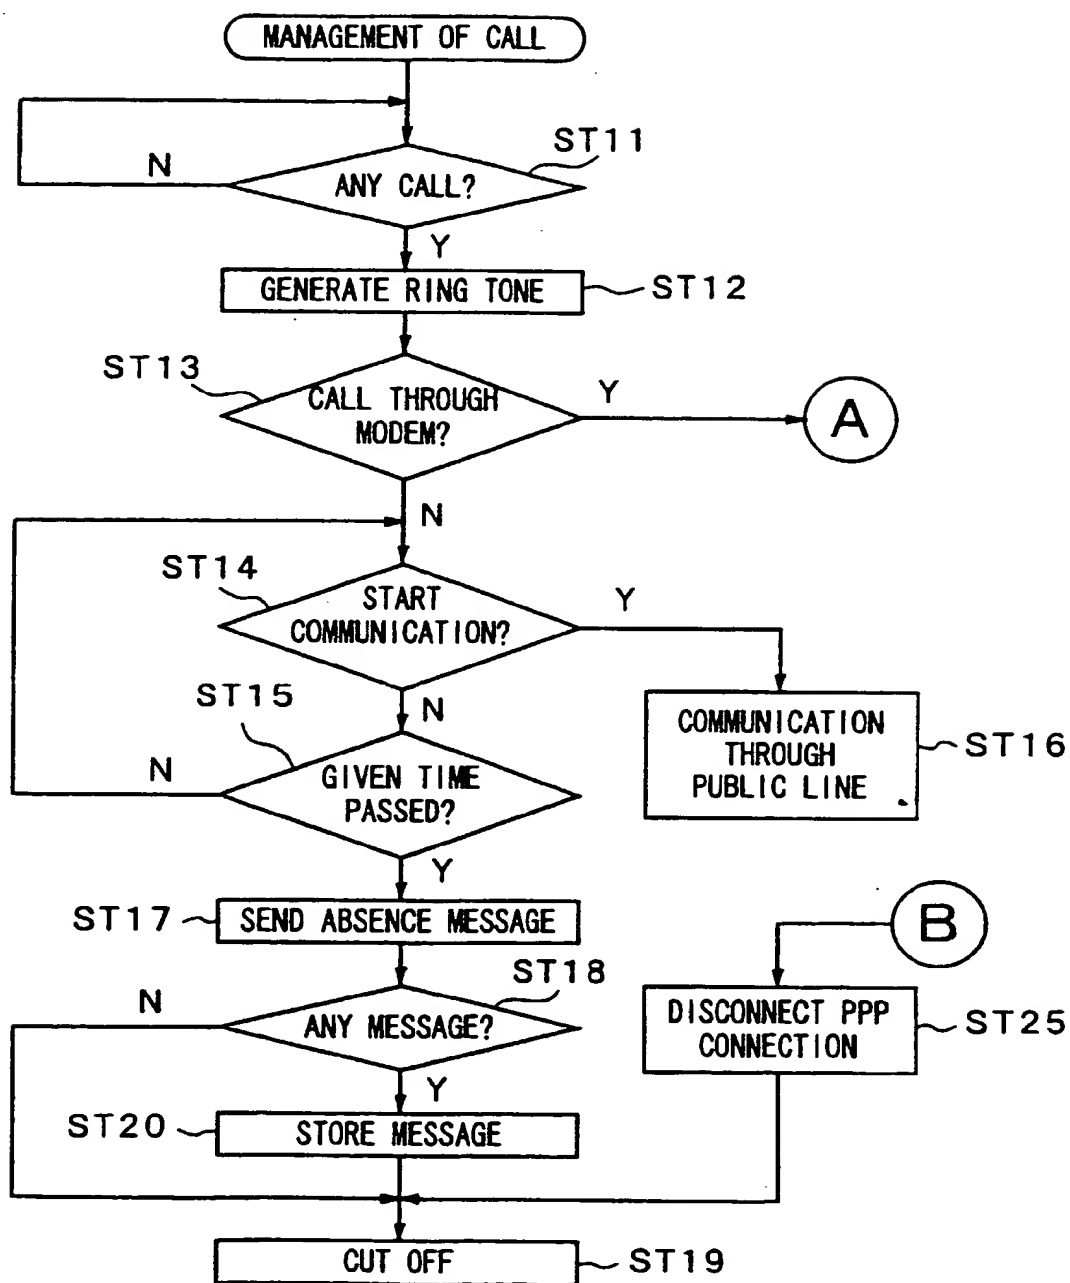 MANAGEMENT OF CALL
ST11
N
ANY CALL?
Y
GENERATE RING TONE
ST12
ST13
CALL THROUGH
MODEM?
Y
A
N
ST14
START
COMMUNICATION?
Y
ST15
N
COMMUNICATION
THROUGH
PUBLIC LINE
ST16
N
GIVEN TIME
PASSED?
Y
ST17
SEND ABSENCE MESSAGE
B
ST18
N
ANY MESSAGE?
DISCONNECT PPP
CONNECTION
ST25
Y
ST20
STORE MESSAGE
CUT OFF
ST19